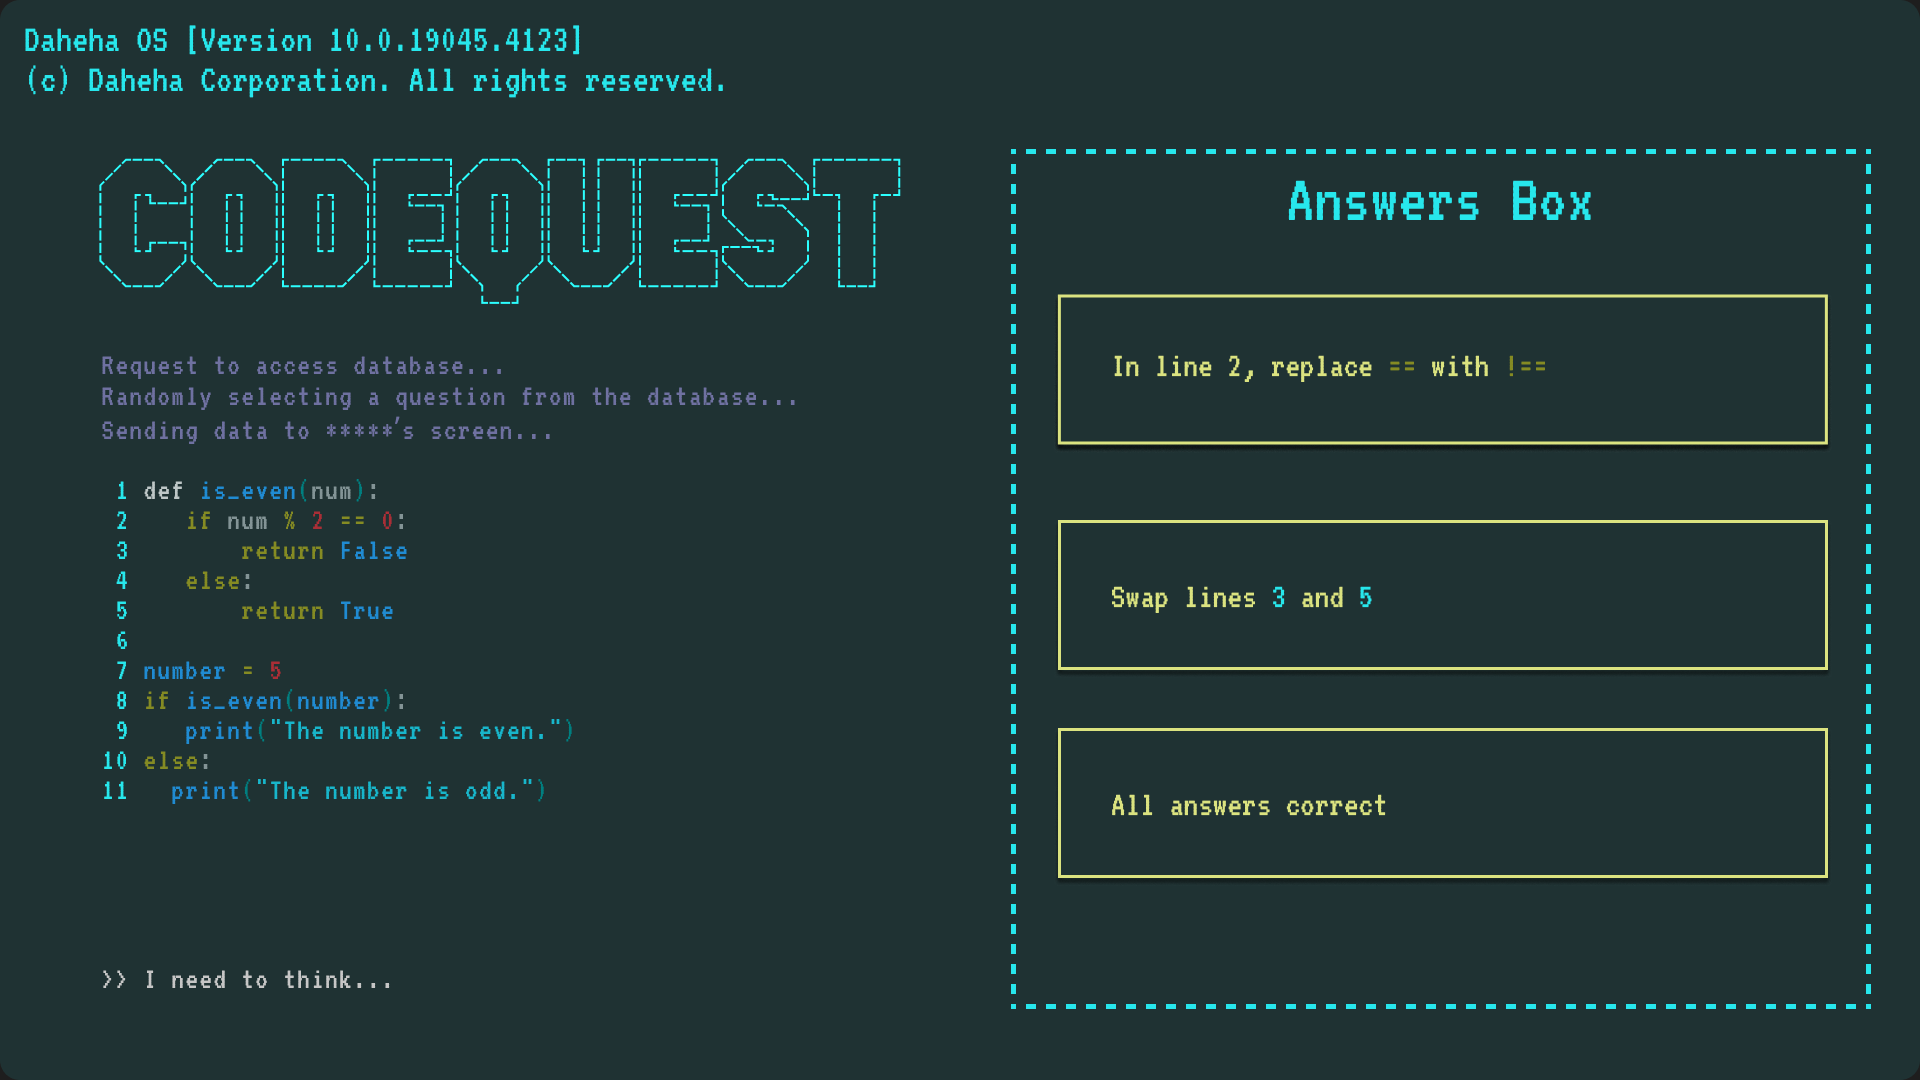 Daheha OS [Version 10.0.19045.4123]
(c) Daheha Corporation. All rights reserved.
CODEQUEST
Request to access database...
Randomly selecting a question from the database...
Sending data to *****'s screen...
1 def is_even(num):
2    if num % 2 == 0:
3        return False
4    else:
5        return True
6
7 number = 5
8 if is_even(number):
9    print("The number is even.")
10 else:
11   print("The number is odd.")
>> I need to think...
Answers Box
In line 2, replace == with !==
Swap lines 3 and 5
All answers correct